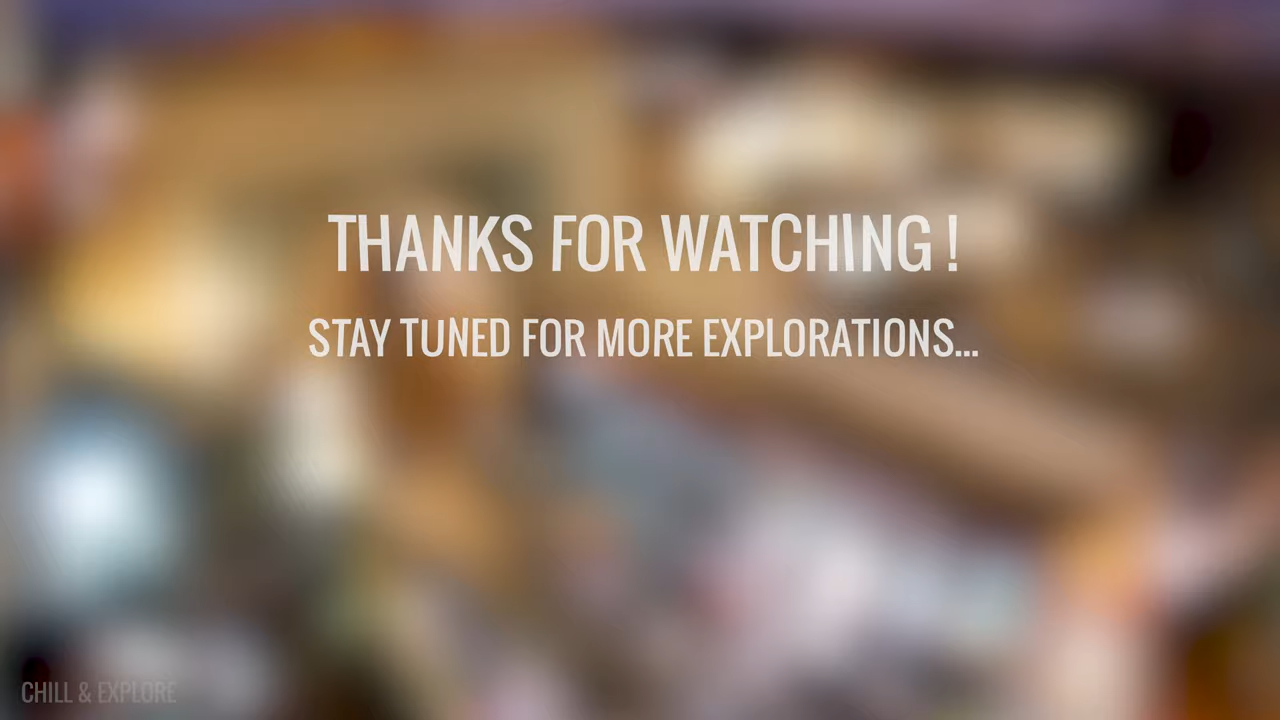 THANKS FOR WATCHING !
STAY TUNED FOR MORE EXPLORATIONS...
CHILL & EXPLORE